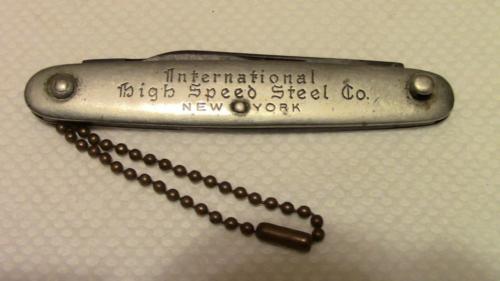 International
High Speed Steel Co.
NEW YORK